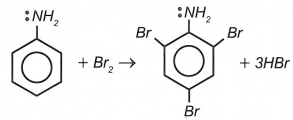 :NH₂
:NH₂
Br Br
+ Br₂ → + 3HBr
Br